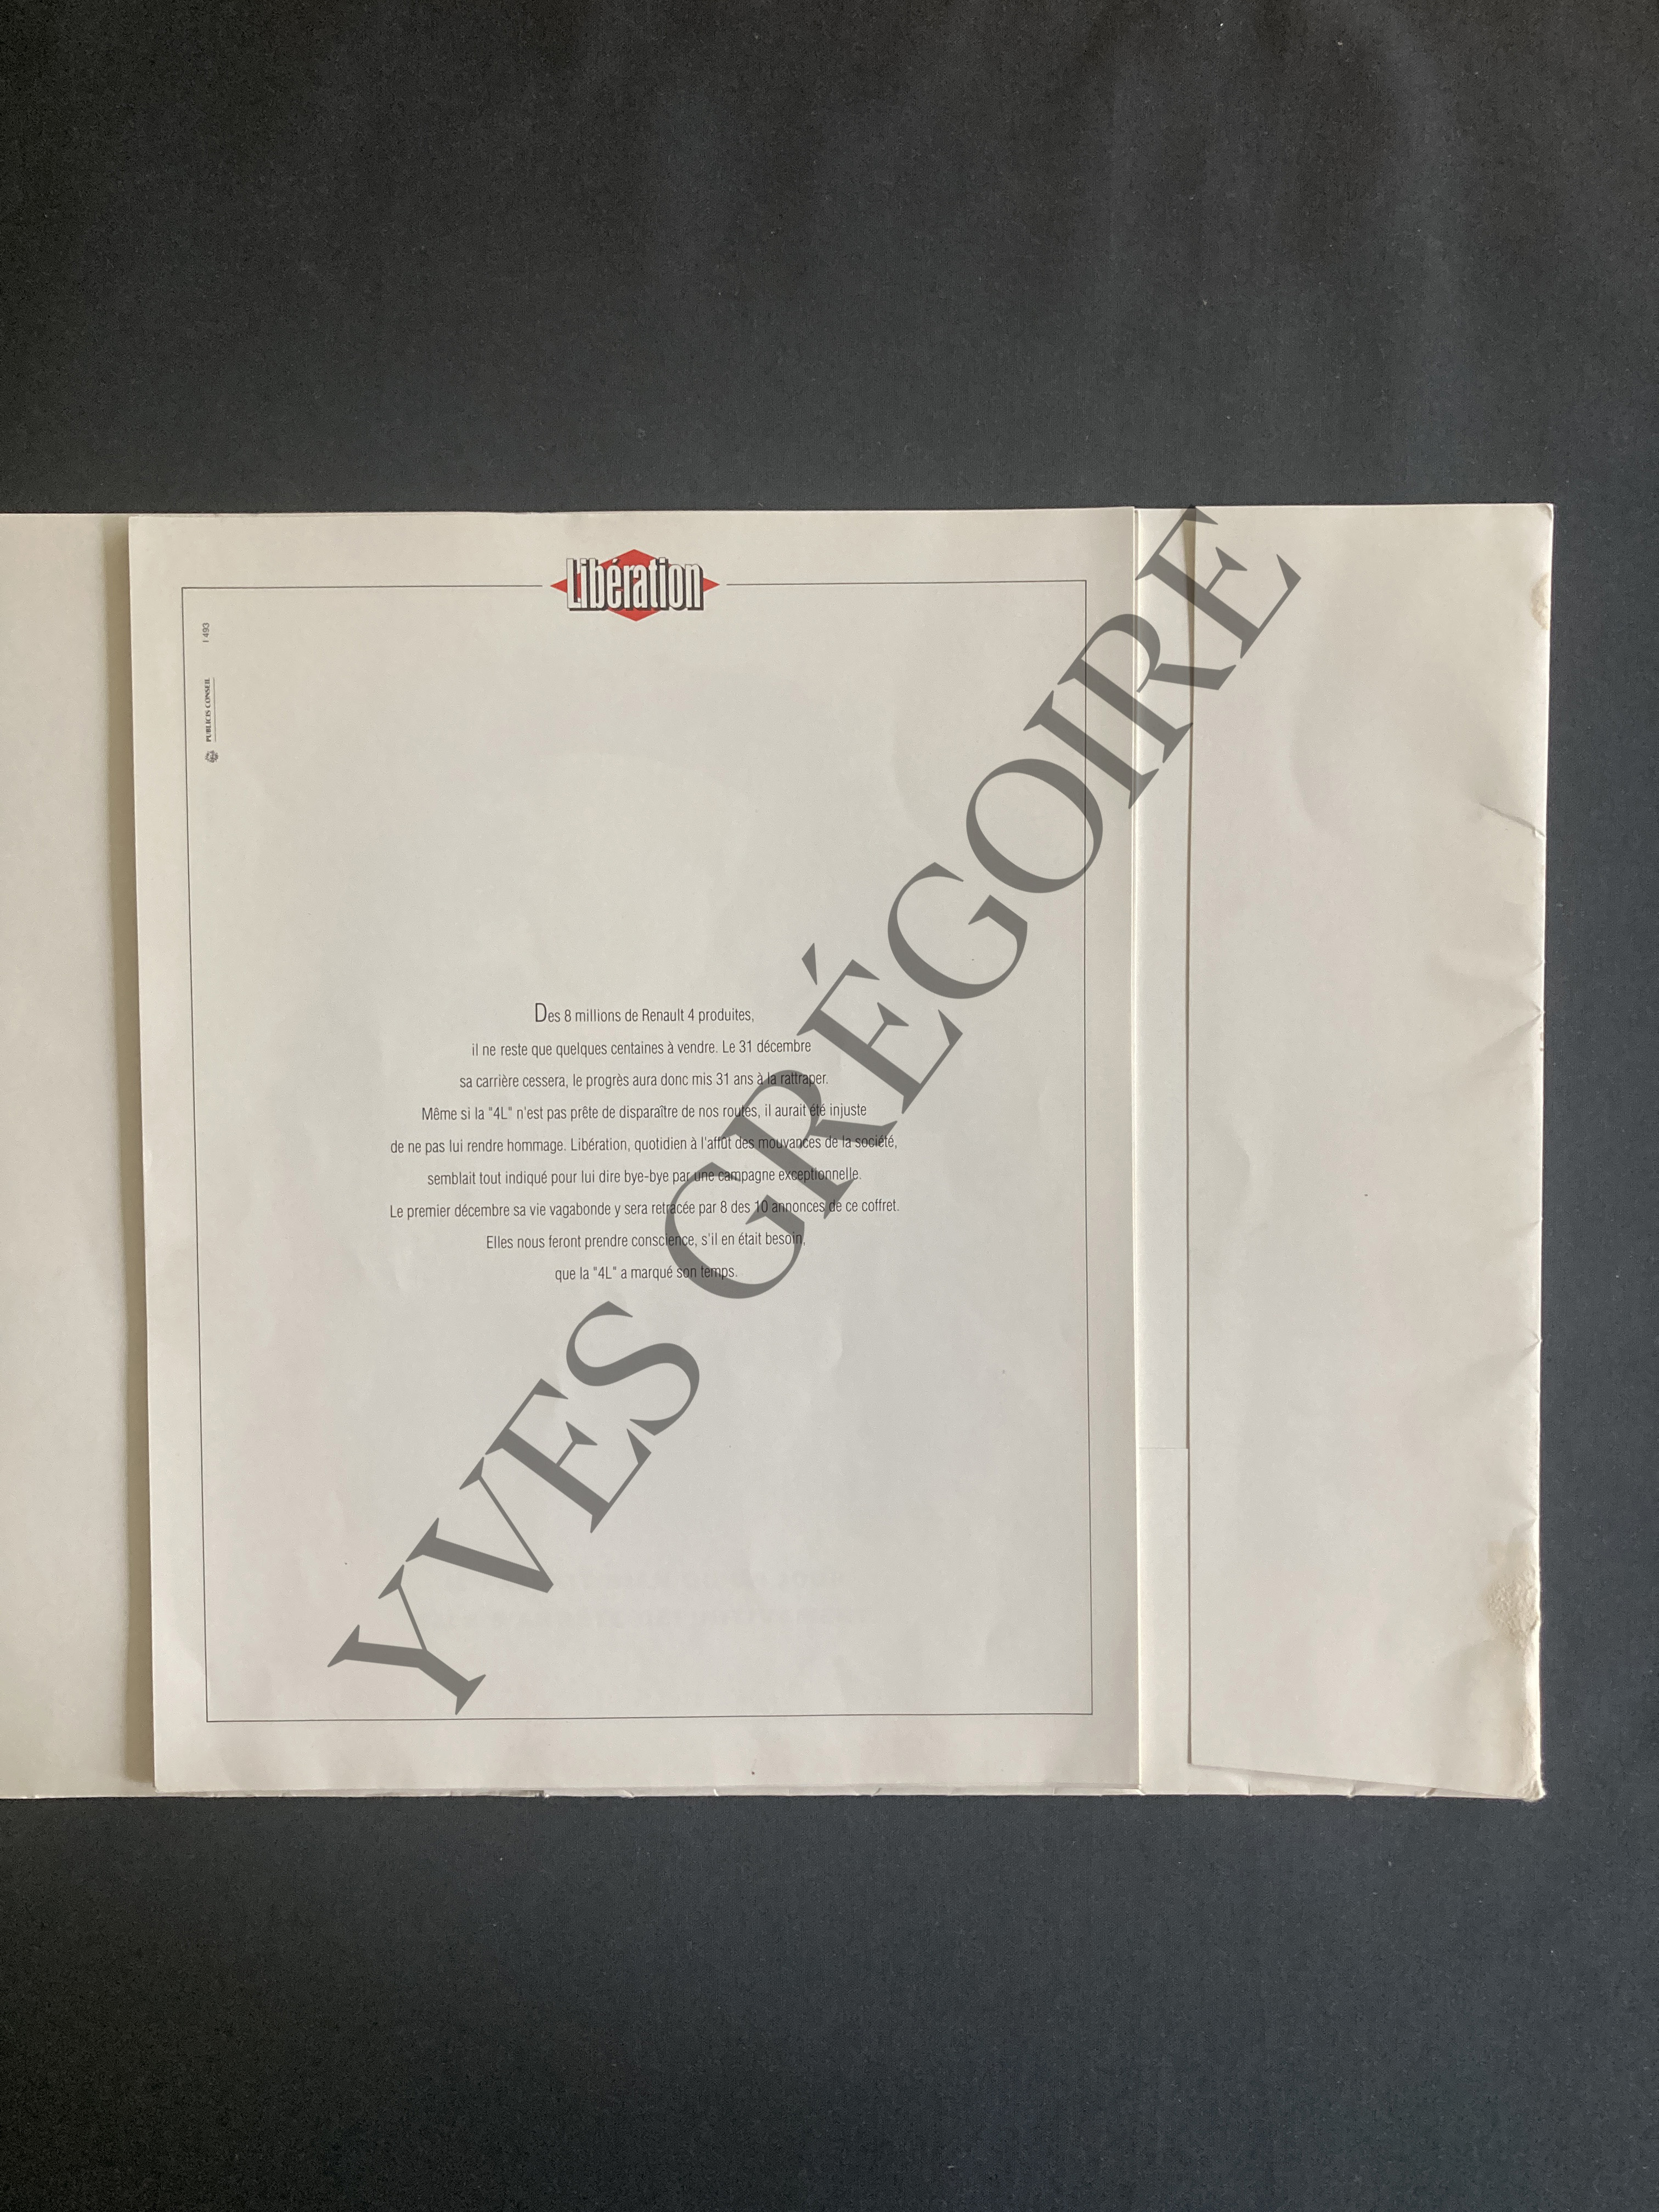 Libération
I 493
PUBLICIS CONSEIL
Des 8 millions de Renault 4 produites,
il ne reste que quelques centaines à vendre. Le 31 décembre
sa carrière cessera, le progrès aura donc mis 31 ans à la rattraper.
Même si la "4L" n'est pas prête de disparaître de nos routes, il aurait été injuste
de ne pas lui rendre hommage. Libération, quotidien à l'affût des mouvances de la société,
semblait tout indiqué pour lui dire bye-bye par une campagne exceptionnelle.
Le premier décembre sa vie vagabonde y sera retracée par 8 des 10 annonces de ce coffret.
Elles nous feront prendre conscience, s'il en était besoin,
que la "4L" a marqué son temps.
YVES GRÉGOIRE